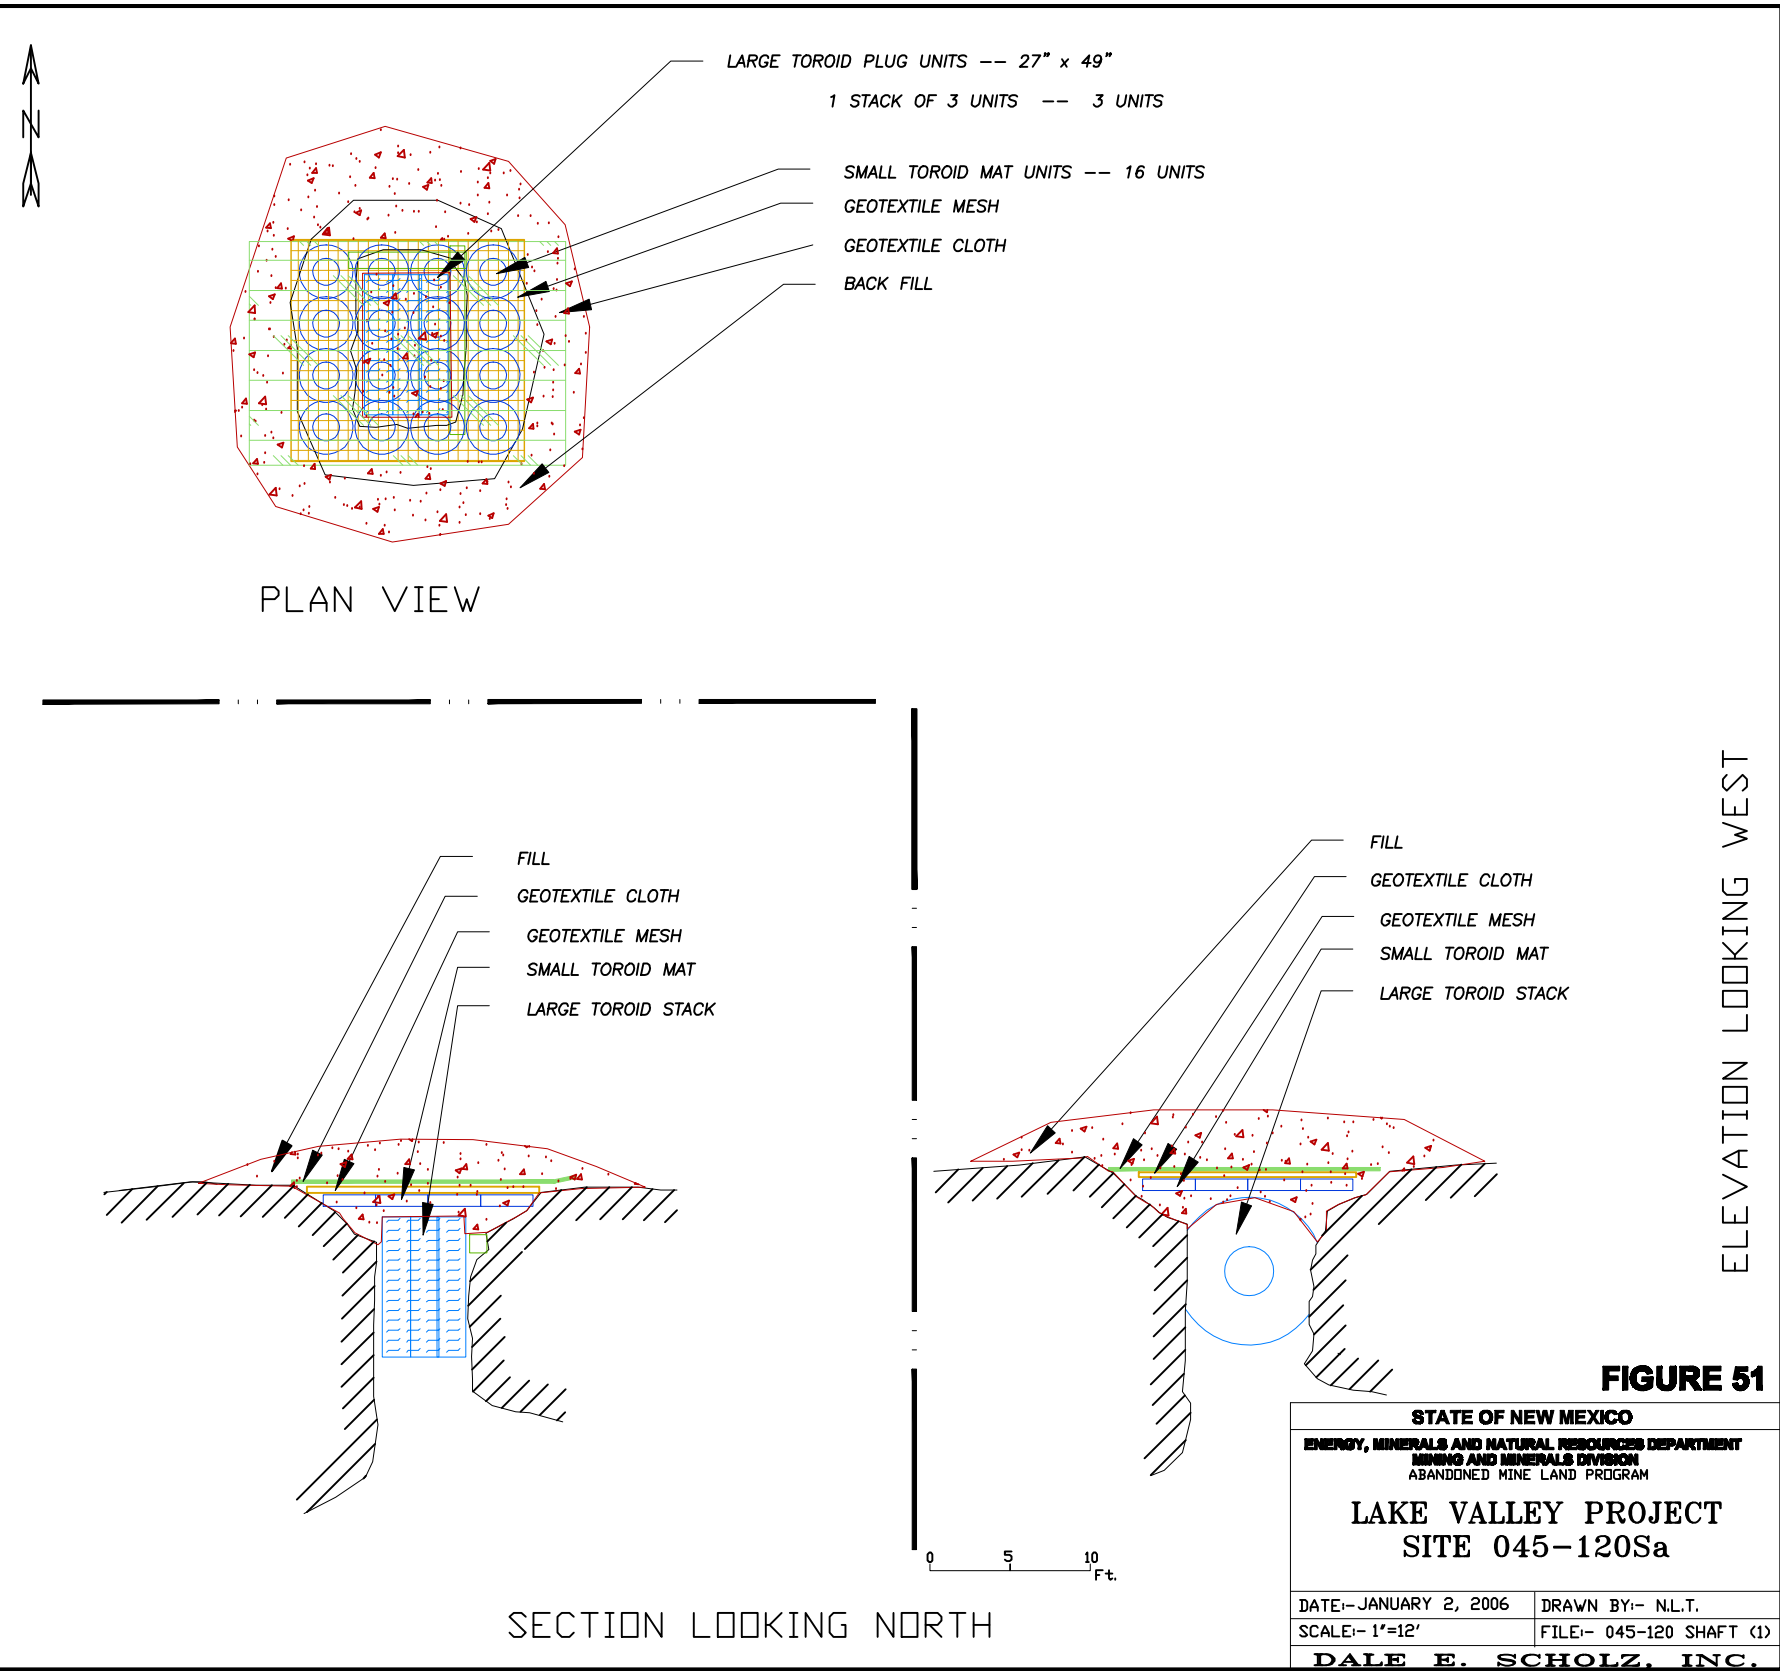 N
LARGE TOROID PLUG UNITS -- 27" x 49"
1 STACK OF 3 UNITS -- 3 UNITS
SMALL TOROID MAT UNITS -- 16 UNITS
GEOTEXTILE MESH
GEOTEXTILE CLOTH
BACK FILL
PLAN VIEW
FILL
GEOTEXTILE CLOTH
GEOTEXTILE MESH
SMALL TOROID MAT
LARGE TOROID STACK
SECTION LOOKING NORTH
FILL
GEOTEXTILE CLOTH
GEOTEXTILE MESH
SMALL TOROID MAT
LARGE TOROID STACK
ELEVATION LOOKING WEST
0 5 10
Ft.
FIGURE 51
STATE OF NEW MEXICO
ENERGY, MINERALS AND NATURAL RESOURCES DEPARTMENT
MINING AND MINERALS DIVISION
ABANDONED MINE LAND PROGRAM
LAKE VALLEY PROJECT
SITE 045-120Sa
DATE:-JANUARY 2, 2006
DRAWN BY:- N.L.T.
SCALE:- 1"=12'
FILE:- 045-120 SHAFT (1)
DALE E. SCHOLZ, INC.